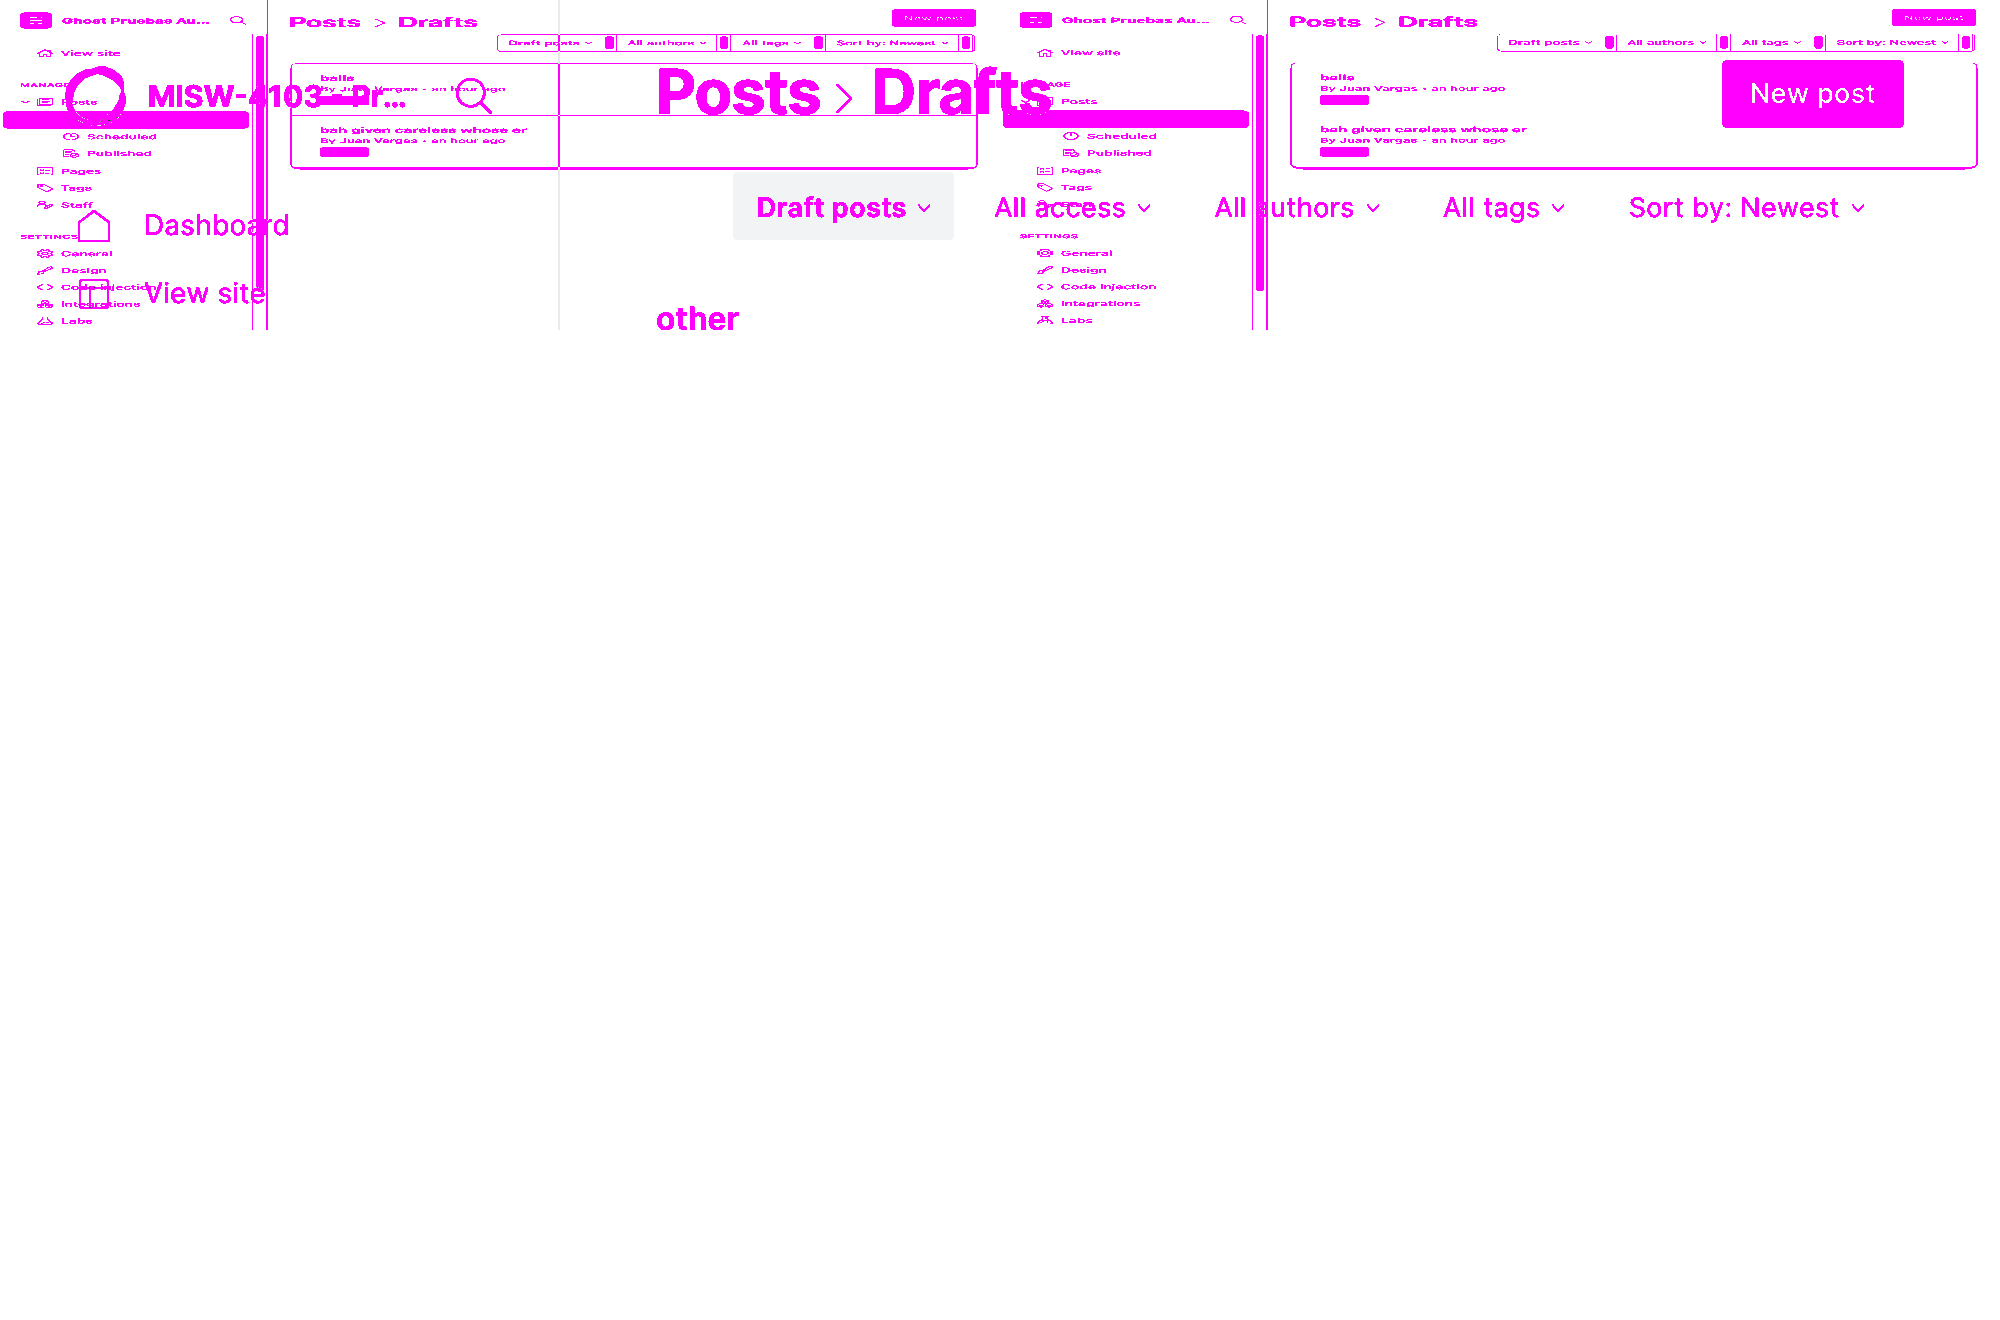 Ghost Pruebas Au...
View site
MANAGE
Posts
Scheduled
Published
Pages
Tags
Staff
SETTINGS
General
Design
Code injection
Integrations
Labs
Posts > Drafts
New post
Draft posts
All authors
All tags
Sort by: Newest
balls
By Juan Vargas - an hour ago
bah given careless whose er
By Juan Vargas - an hour ago
MISW-4103 - Pr...
Dashboard
View site
Posts > Drafts
New post
Draft posts
All access
All authors
All tags
Sort by: Newest
other
Ghost Pruebas Au...
View site
Posts
Scheduled
Published
Pages
Tags
SETTINGS
General
Design
Code injection
Integrations
Labs
Posts > Drafts
New post
Draft posts
All authors
All tags
Sort by: Newest
balls
By Juan Vargas - an hour ago
bah given careless whose er
By Juan Vargas - an hour ago